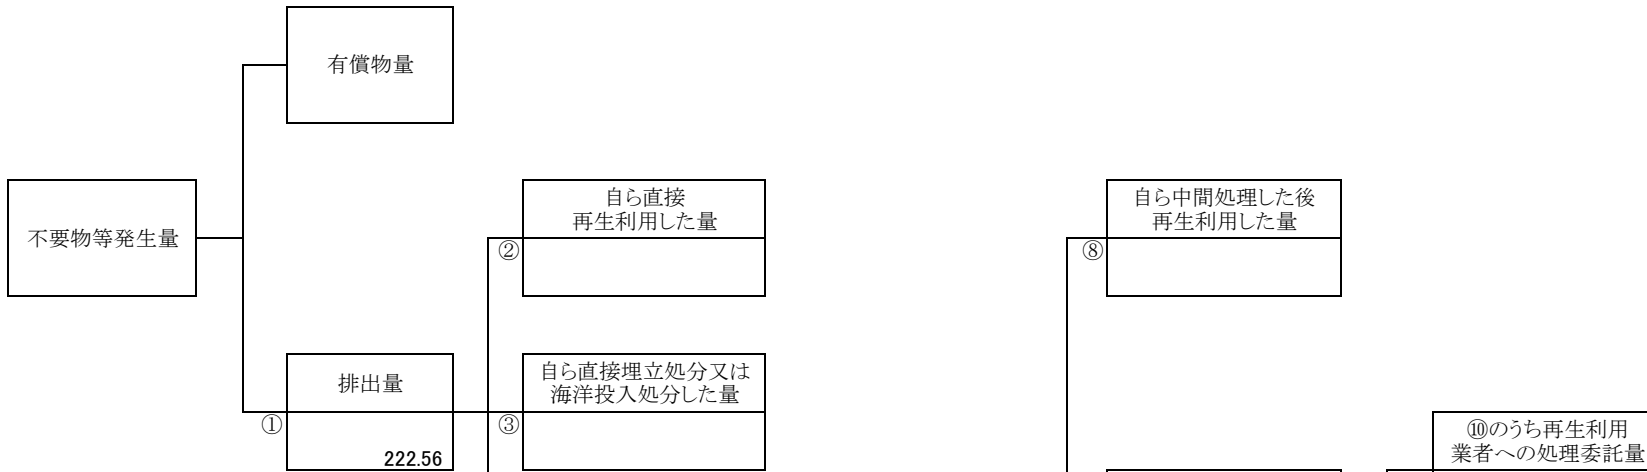 有償物量
不要物等発生量
自ら直接
再生利用した量
②
自ら中間処理した後
再生利用した量
⑧
排出量
①
222.56
自ら直接埋立処分又は
海洋投入処分した量
③
⑩のうち再生利用
業者への処理委託量